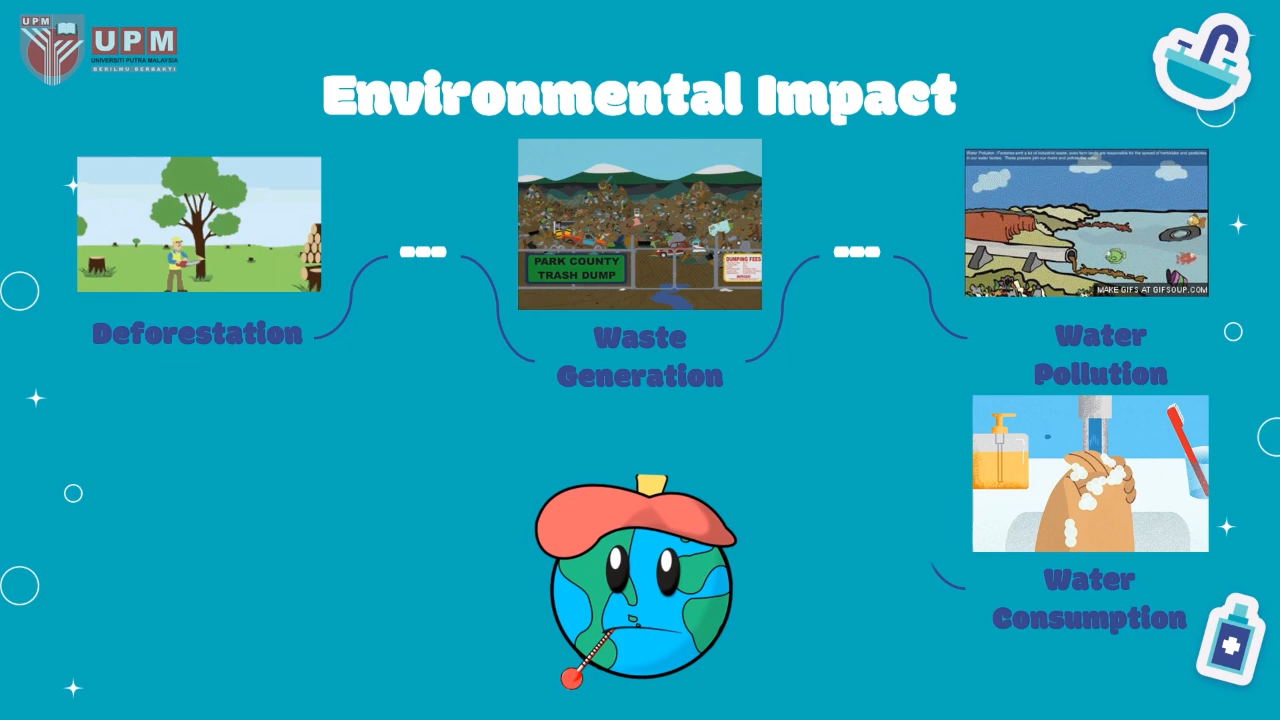 UPM
UPM
UNIVERSITI PUTRA MALAYSIA
BERILMU BERBAKTI
Environmental Impact
PARK COUNTY
TRASH DUMP
DUMPING FEES
MAKE GIFS AT GIFSOUP.COM
Deforestation
Waste
Generation
Water
Pollution
Water
Consumption